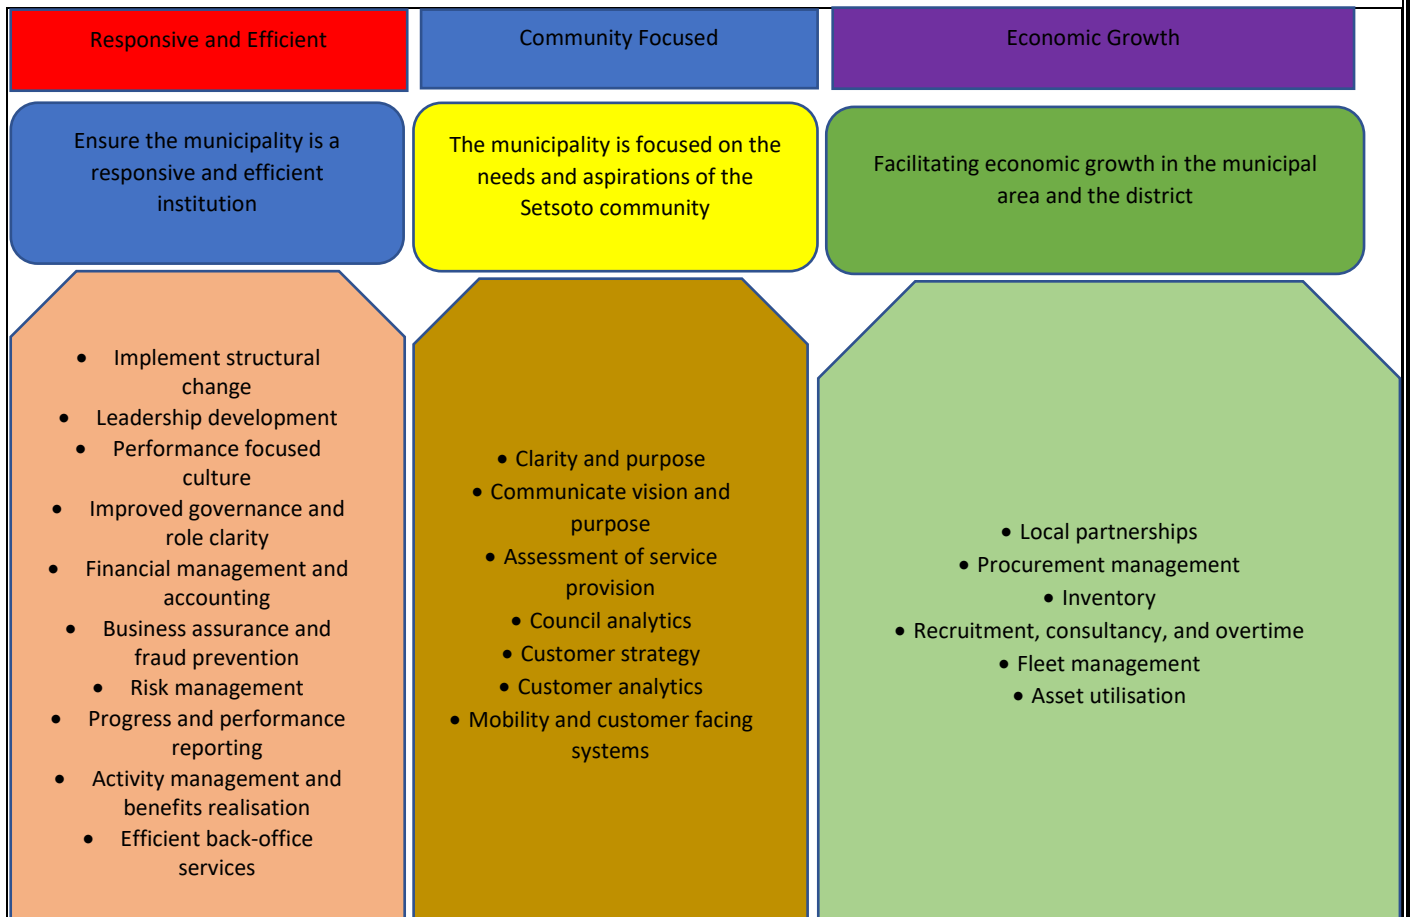 Responsive and Efficient
Community Focused
Economic Growth
Ensure the municipality is a
responsive and efficient
institution
The municipality is focused on the
needs and aspirations of the
Setsoto community
Facilitating economic growth in the municipal
area and the district
• Implement structural
change
• Leadership development
• Performance focused
culture
• Improved governance and
role clarity
• Financial management and
accounting
• Business assurance and
fraud prevention
• Risk management
• Progress and performance
reporting
• Activity management and
benefits realisation
• Efficient back-office
services
• Clarity and purpose
• Communicate vision and
purpose
• Assessment of service
provision
• Council analytics
• Customer strategy
• Customer analytics
• Mobility and customer facing
systems
• Local partnerships
• Procurement management
• Inventory
• Recruitment, consultancy, and overtime
• Fleet management
• Asset utilisation